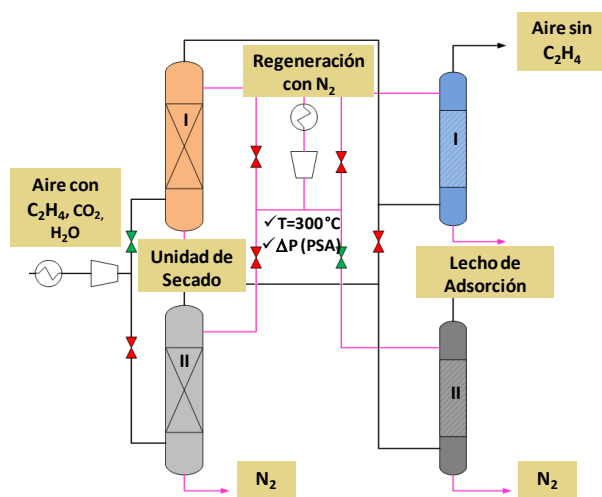 Aire sin
C₂H₄
Regeneración
con N₂
I
I
Aire con
C₂H₄, CO₂,
H₂O
✓T=300°C
✓ΔP (PSA)
Unidad de
Secado
Lecho de
Adsorción
II
II
N₂
N₂